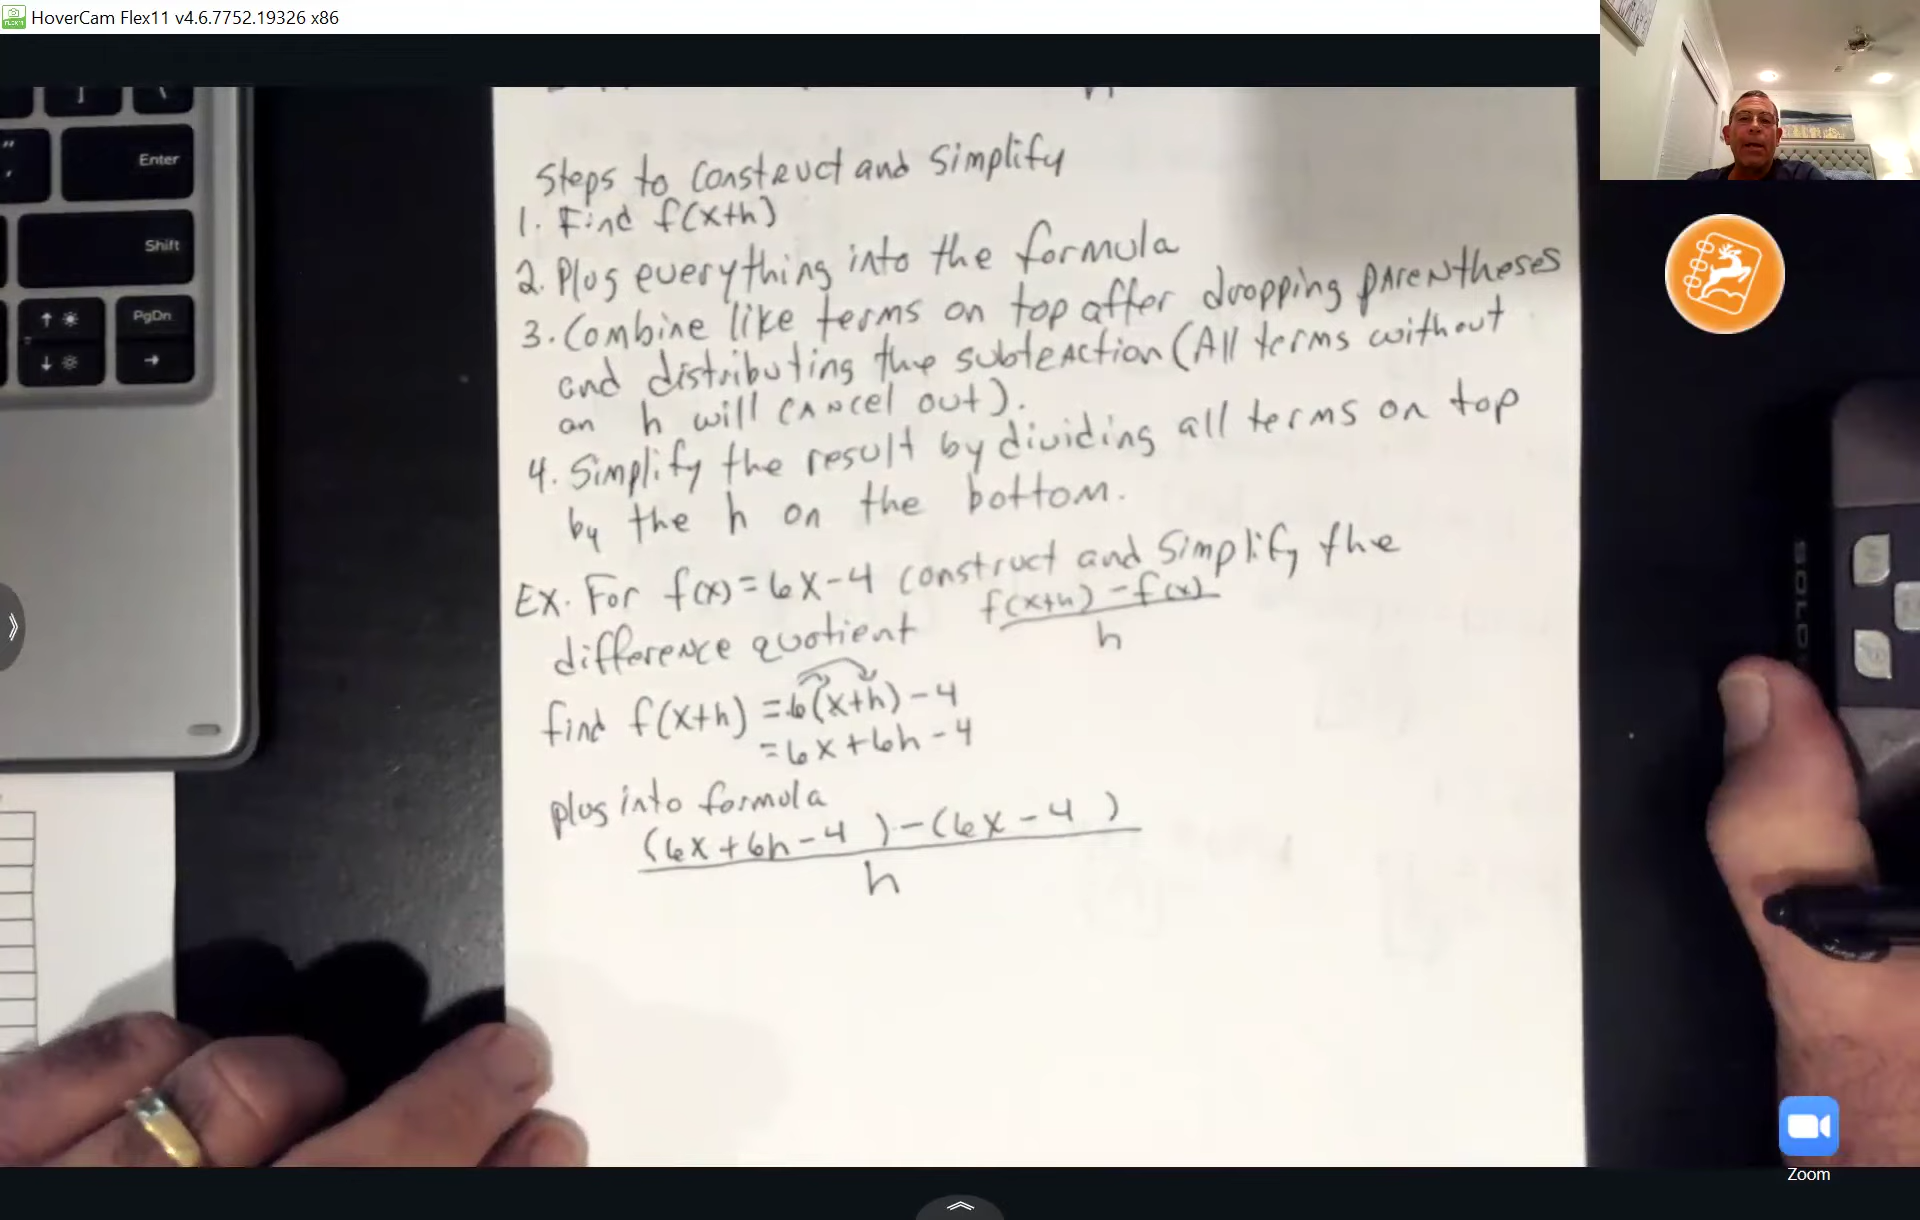 HoverCam Flex11 v4.6.7752.19326 x86
Enter
Shift
PgDn
Steps to construct and simplify
1. Find f(x+h)
2. Plug everything into the formula
3. Combine like terms on top after dropping parentheses
and distributing the subtraction (All terms without
an h will cancel out).
4. Simplify the result by dividing all terms on top
by the h on the bottom.
Ex. For f(x) = 6x-4 construct and simplify the
difference quotient f(x+h) - f(x)
h
find f(x+h) = 6(x+h) - 4
= 6x + 6h - 4
plug into formula
(6x + 6h - 4 ) - (6x - 4 )
h
Zoom